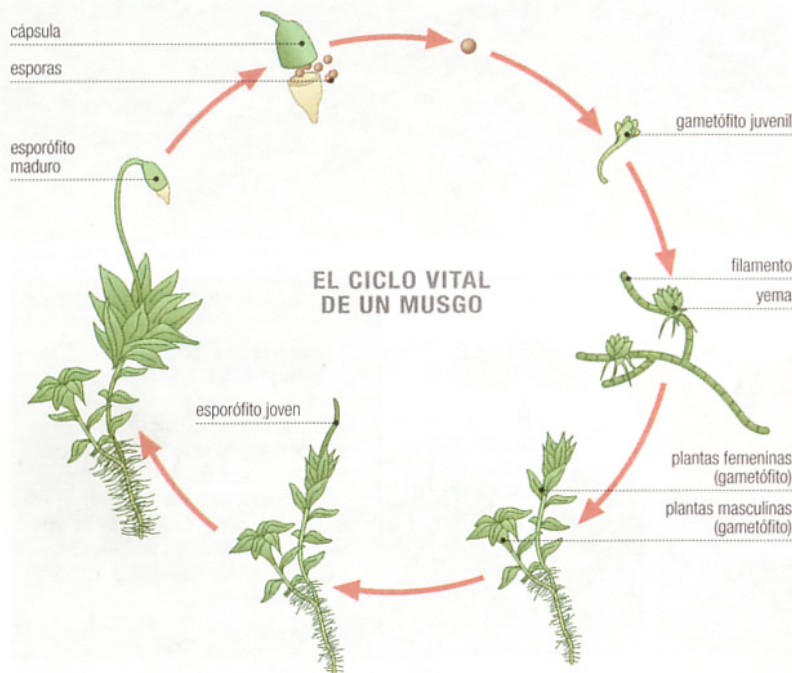 cápsula
esporas
esporófito
maduro
gametófito juvenil
EL CICLO VITAL
DE UN MUSGO
filamento
yema
esporófito joven
plantas femeninas
(gametófito)
plantas masculinas
(gametófito)